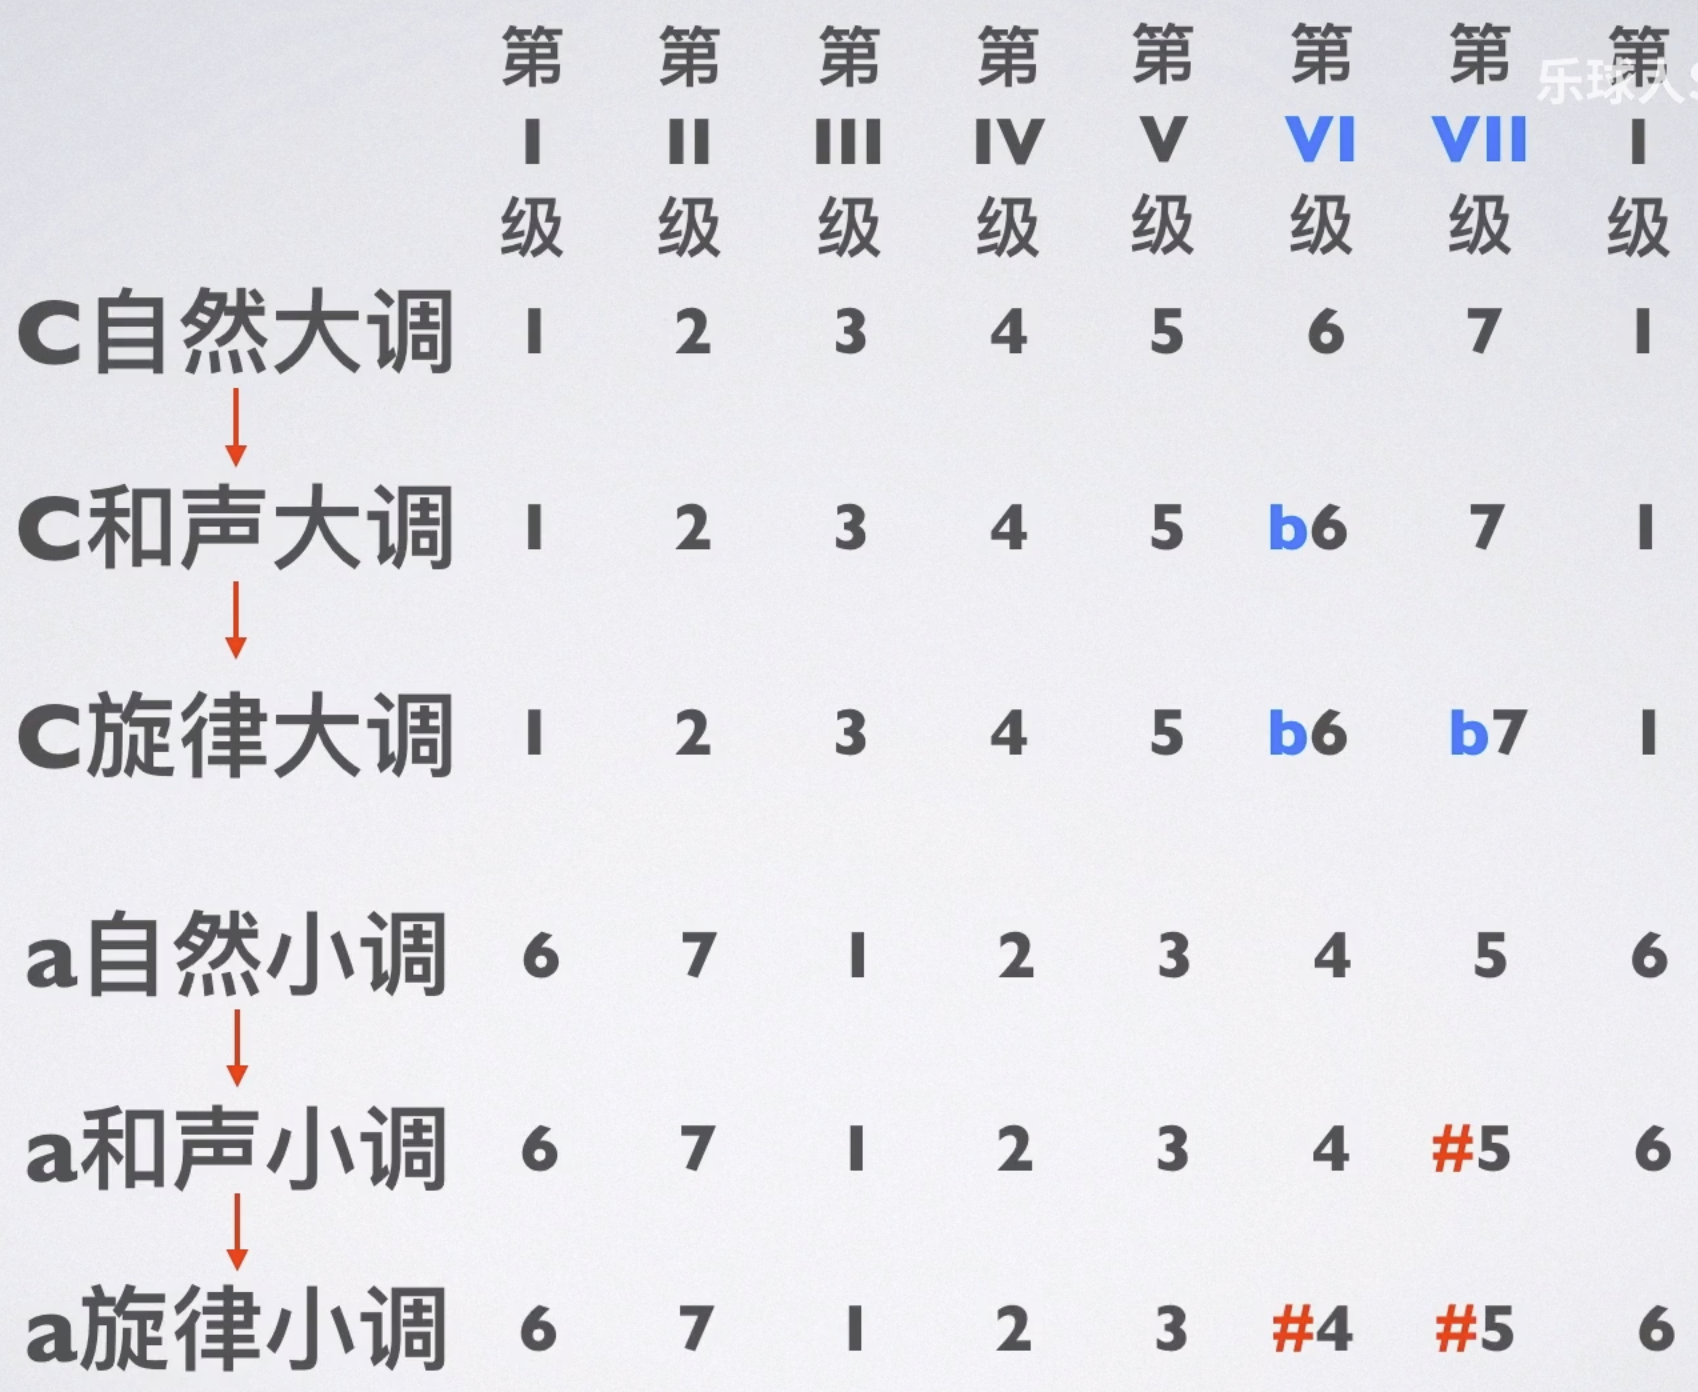 第 第 第 第 第 第 第 第
I II III IV V VI VII I
级 级 级 级 级 级 级 级
乐球人
C自然大调 1 2 3 4 5 6 7 1
C和声大调 1 2 3 4 5 b6 7 1
C旋律大调 1 2 3 4 5 b6 b7 1
a自然小调 6 7 1 2 3 4 5 6
a和声小调 6 7 1 2 3 4 #5 6
a旋律小调 6 7 1 2 3 #4 #5 6